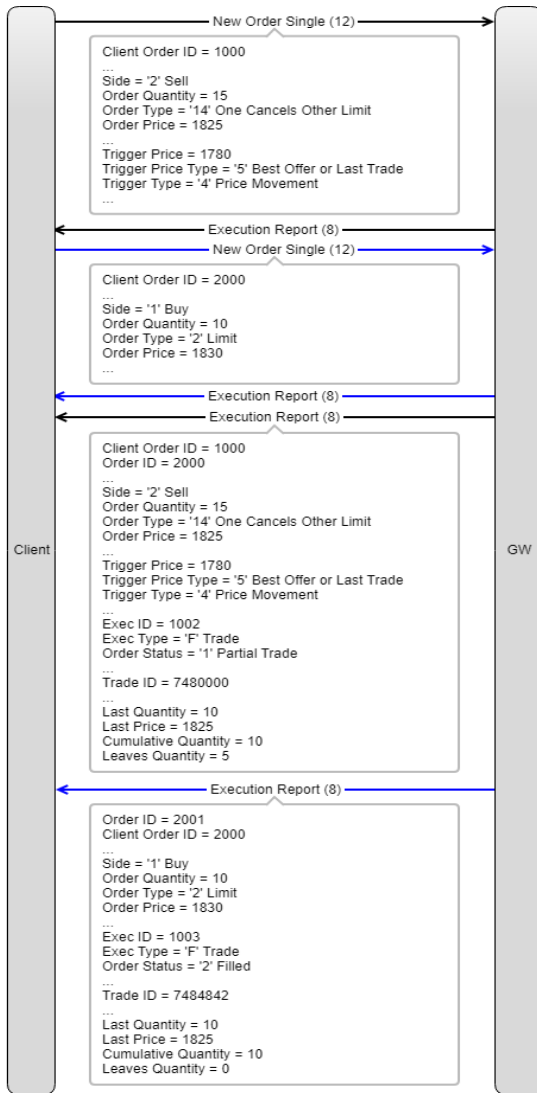 New Order Single (12)
Client Order ID = 1000
...
Side = '2' Sell
Order Quantity = 15
Order Type = '14' One Cancels Other Limit
Order Price = 1825
...
Trigger Price = 1780
Trigger Price Type = '5' Best Offer or Last Trade
Trigger Type = '4' Price Movement
...
Execution Report (8)
New Order Single (12)
Client Order ID = 2000
...
Side = '1' Buy
Order Quantity = 10
Order Type = '2' Limit
Order Price = 1830
...
Execution Report (8)
Execution Report (8)
Client Order ID = 1000
Order ID = 2000
...
Side = '2' Sell
Order Quantity = 15
Order Type = '14' One Cancels Other Limit
Order Price = 1825
...
Client
GW
Trigger Price = 1780
Trigger Price Type = '5' Best Offer or Last Trade
Trigger Type = '4' Price Movement
...
Exec ID = 1002
Exec Type = 'F' Trade
Order Status = '1' Partial Trade
...
Trade ID = 7480000
...
Last Quantity = 10
Last Price = 1825
Cumulative Quantity = 10
Leaves Quantity = 5
Execution Report (8)
Order ID = 2001
Client Order ID = 2000
...
Side = '1' Buy
Order Quantity = 10
Order Type = '2' Limit
Order Price = 1830
...
Exec ID = 1003
Exec Type = 'F' Trade
Order Status = '2' Filled
...
Trade ID = 7484842
...
Last Quantity = 10
Last Price = 1825
Cumulative Quantity = 10
Leaves Quantity = 0